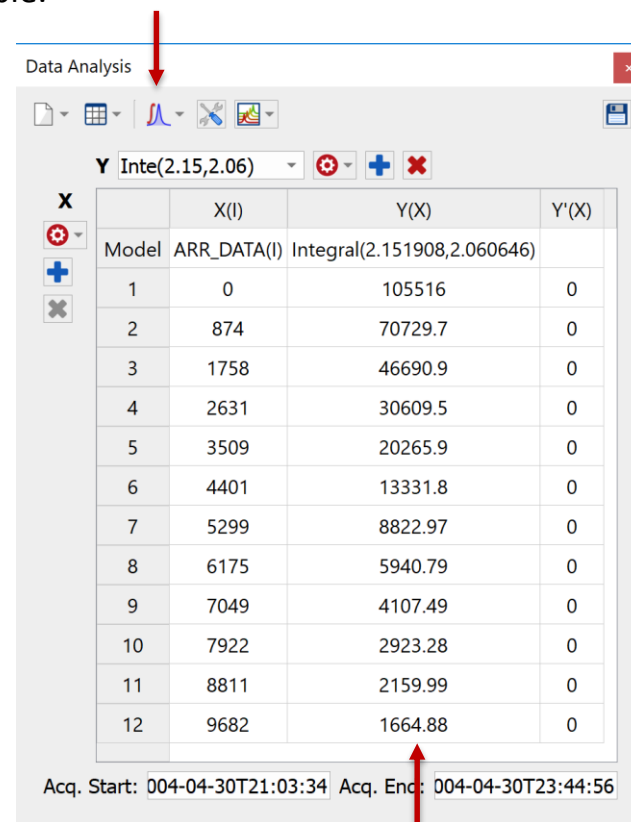 Data Analysis
Y Inte(2.15,2.06)
X
X(I) Y(X) Y'(X)
Model ARR_DATA(I) Integral(2.151908,2.060646)
1 0 105516 0
2 874 70729.7 0
3 1758 46690.9 0
4 2631 30609.5 0
5 3509 20265.9 0
6 4401 13331.8 0
7 5299 8822.97 0
8 6175 5940.79 0
9 7049 4107.49 0
10 7922 2923.28 0
11 8811 2159.99 0
12 9682 1664.88 0
Acq. Start: 004-04-30T21:03:34 Acq. End: 004-04-30T23:44:56